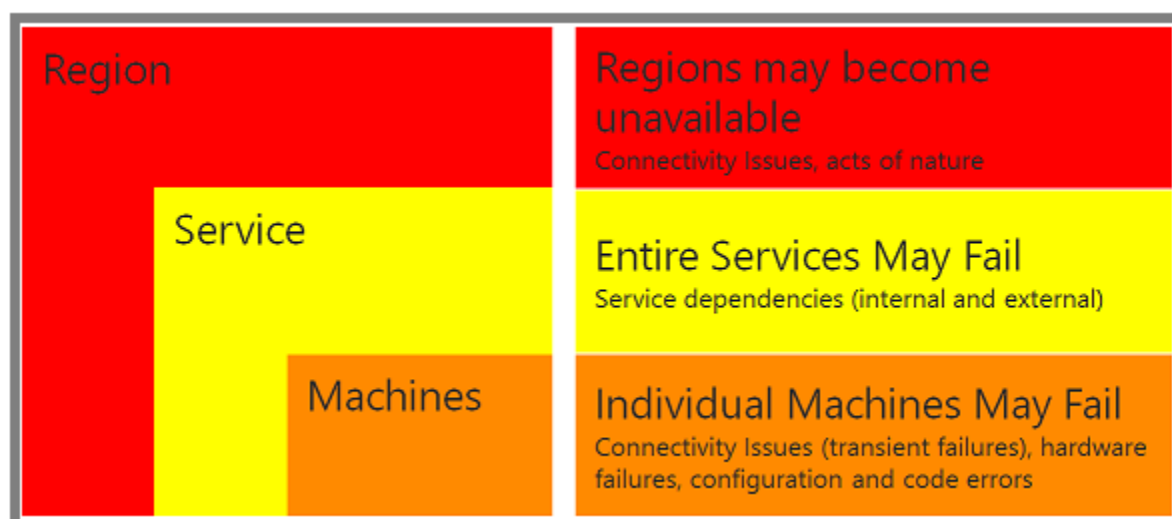 Region
Regions may become
unavailable
Connectivity Issues, acts of nature
Service
Entire Services May Fail
Service dependencies (internal and external)
Machines
Individual Machines May Fail
Connectivity Issues (transient failures), hardware
failures, configuration and code errors